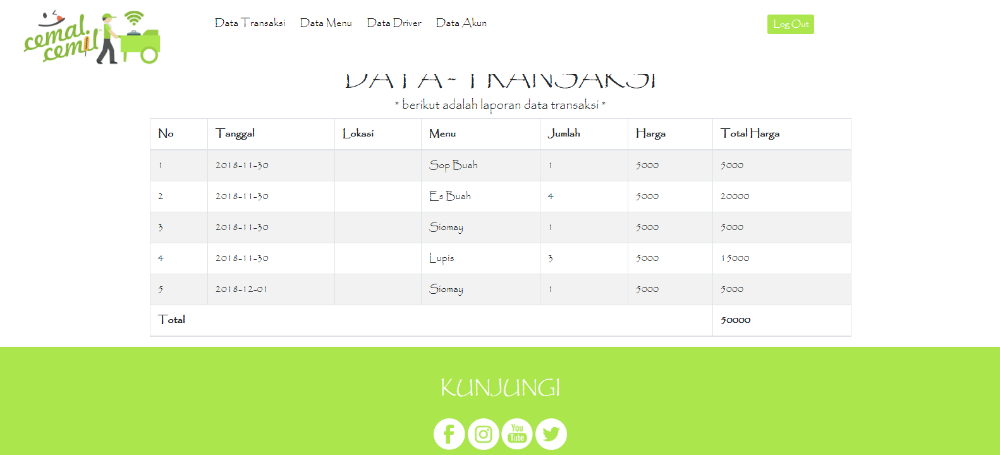 cemal.
cemil
Data Transaksi Data Menu Data Driver Data Akun Log Out
DATA-TRANSAKSI
* berikut adalah laporan data transaksi *
No Tanggal Lokasi Menu Jumlah Harga Total Harga
1 2018-11-30 Sop Buah 1 5000 5000
2 2018-11-30 Es Buah 4 5000 20000
3 2018-11-30 Siomay 1 5000 5000
4 2018-11-30 Lupis 3 5000 15000
5 2018-12-01 Siomay 1 5000 5000
Total 50000
KUNJUNGI
You
Tube